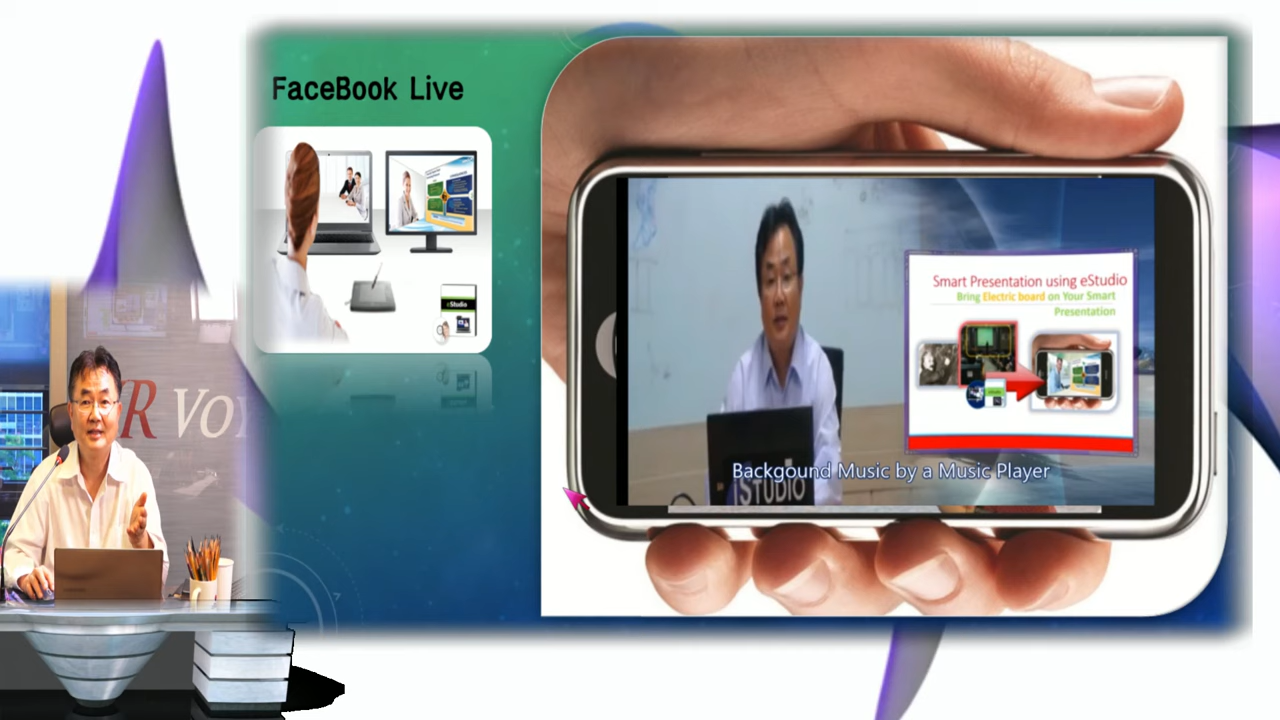 FaceBook Live
eStudio
R VO
Smart Presentation using eStudio
Bring Electric board on Your Smart
Presentation
Backgound Music by a Music Player
STUDIO